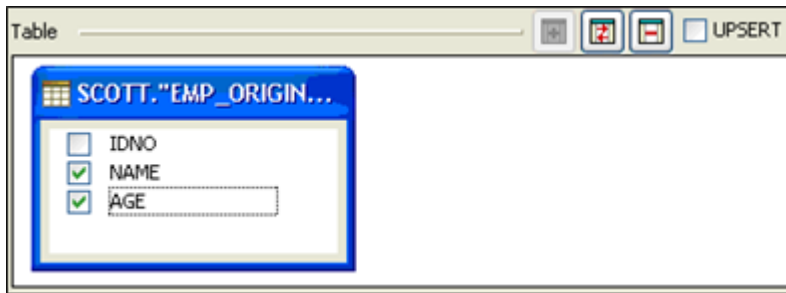 Table UPSERT
SCOTT."EMP_ORIGIN...
IDNO
NAME
AGE